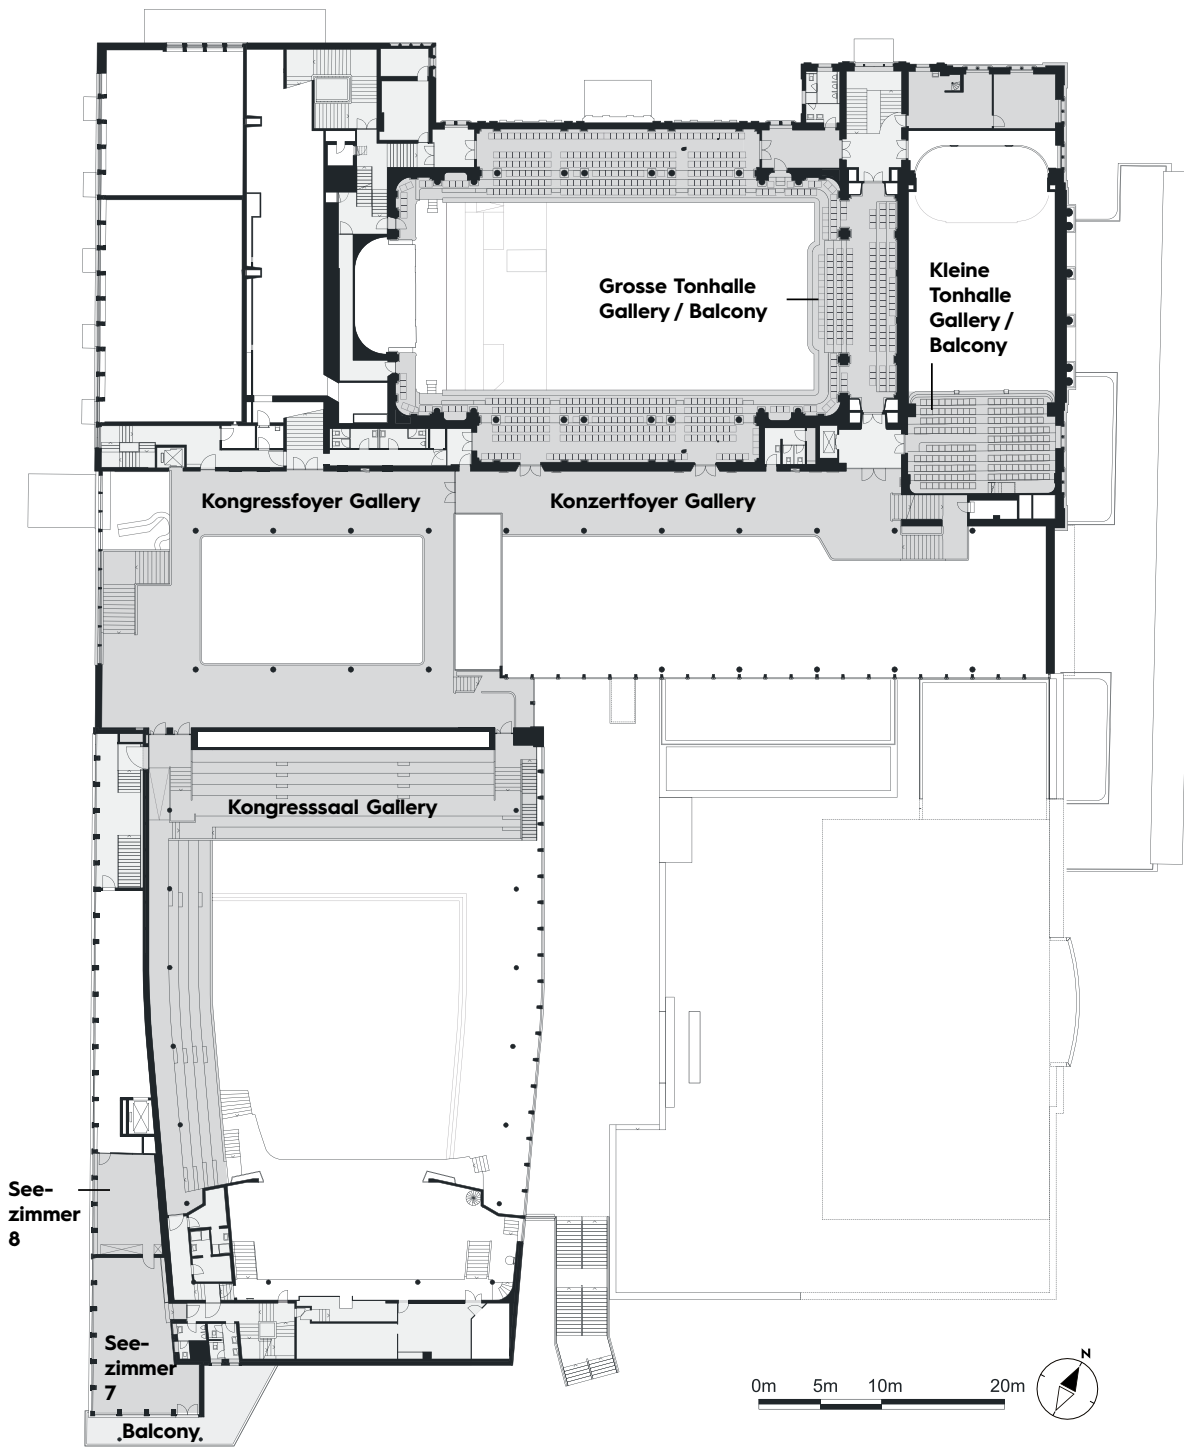 Grosse Tonhalle
Gallery / Balcony
Kleine
Tonhalle
Gallery /
Balcony
Kongressfoyer Gallery
Konzertfoyer Gallery
Kongresssaal Gallery
See-
zimmer
8
See-
zimmer
7
Balcony
0m 5m 10m 20m
N